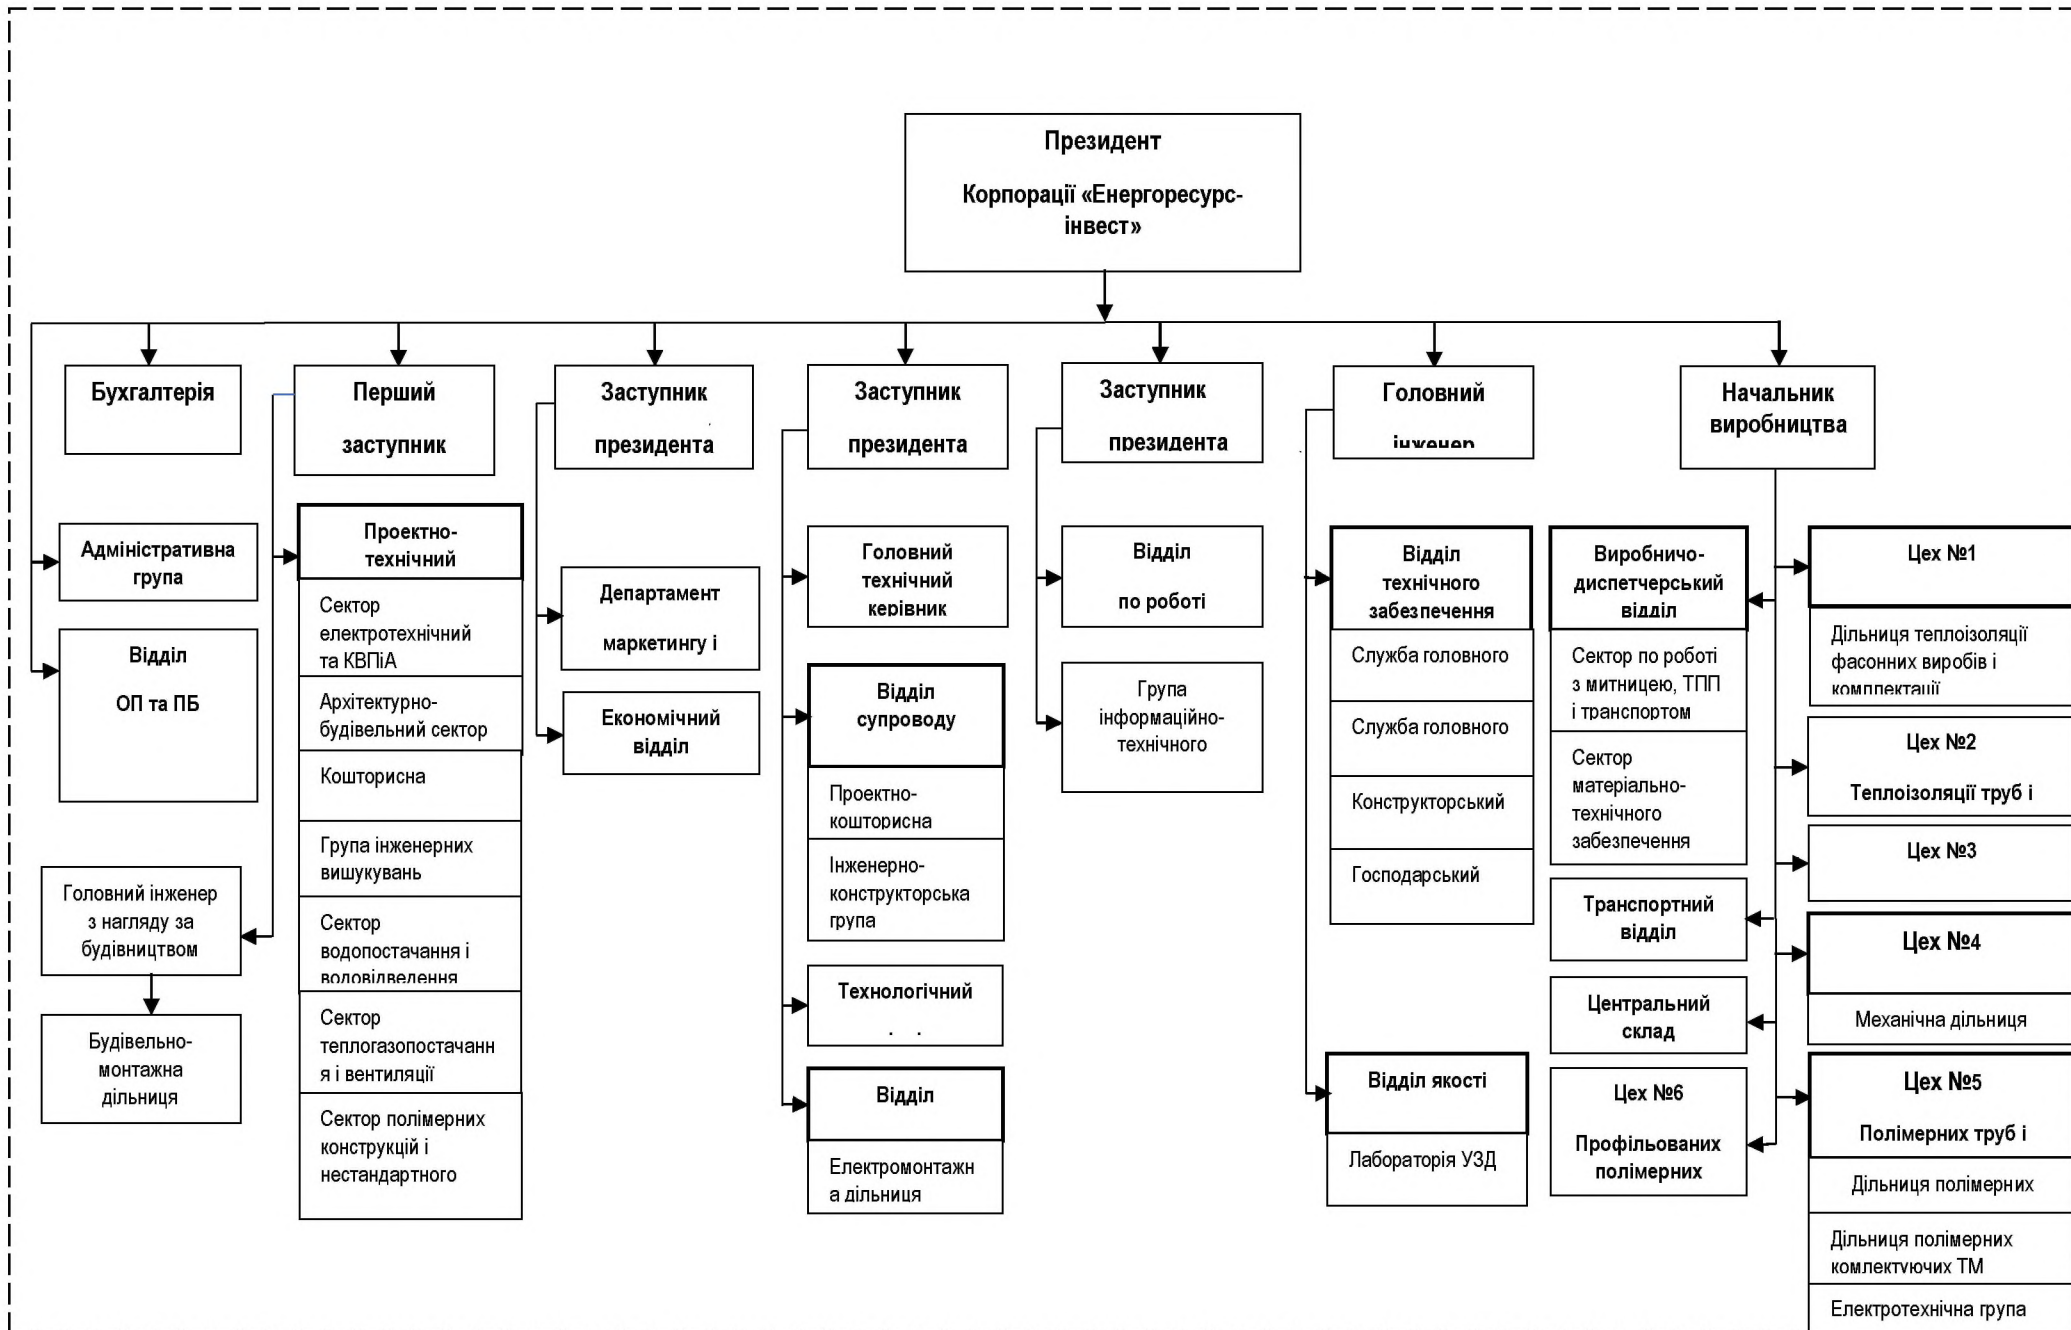 Президент
Корпорації «Енергоресурс-
інвест»
Бухгалтерія
Перший
заступник
Заступник
президента
Заступник
президента
Заступник
президента
Головний
інженер
Начальник
виробництва
Адміністративна
група
Відділ
ОП та ПБ
Головний інженер
з нагляду за
будівництвом
Будівельно-
монтажна
дільниця
Проектно-
технічний
Сектор
електротехнічний
та КВПіА
Архітектурно-
будівельний сектор
Кошторисна
Група інженерних
вишукувань
Сектор
водопостачання і
водовідведення
Сектор
теплогазопостачанн
я і вентиляції
Сектор полімерних
конструкцій і
нестандартного
Департамент
маркетингу і
Економічний
відділ
Головний
технічний
керівник
Відділ
супроводу
Проектно-
кошторисна
Інженерно-
конструкторська
група
Технологічний
Відділ
Електромонтажн
а дільниця
Відділ
по роботі
Група
інформаційно-
технічного
Відділ
технічного
забезпечення
Служба головного
Служба головного
Конструкторський
Господарський
Відділ якості
Лабораторія УЗД
Виробничо-
диспетчерський
відділ
Сектор по роботі
з митницею, ТПП
і транспортом
Сектор
матеріально-
технічного
забезпечення
Транспортний
відділ
Центральний
склад
Цех №6
Профільованих
полімерних
Цех №1
Дільниця теплоізоляції
фасонних виробів і
комплектації
Цех №2
Теплоізоляції труб і
Цех №3
Цех №4
Механічна дільниця
Цех №5
Полімерних труб і
Дільниця полімерних
Дільниця полімерних
комлектуючих ТМ
Електротехнічна група